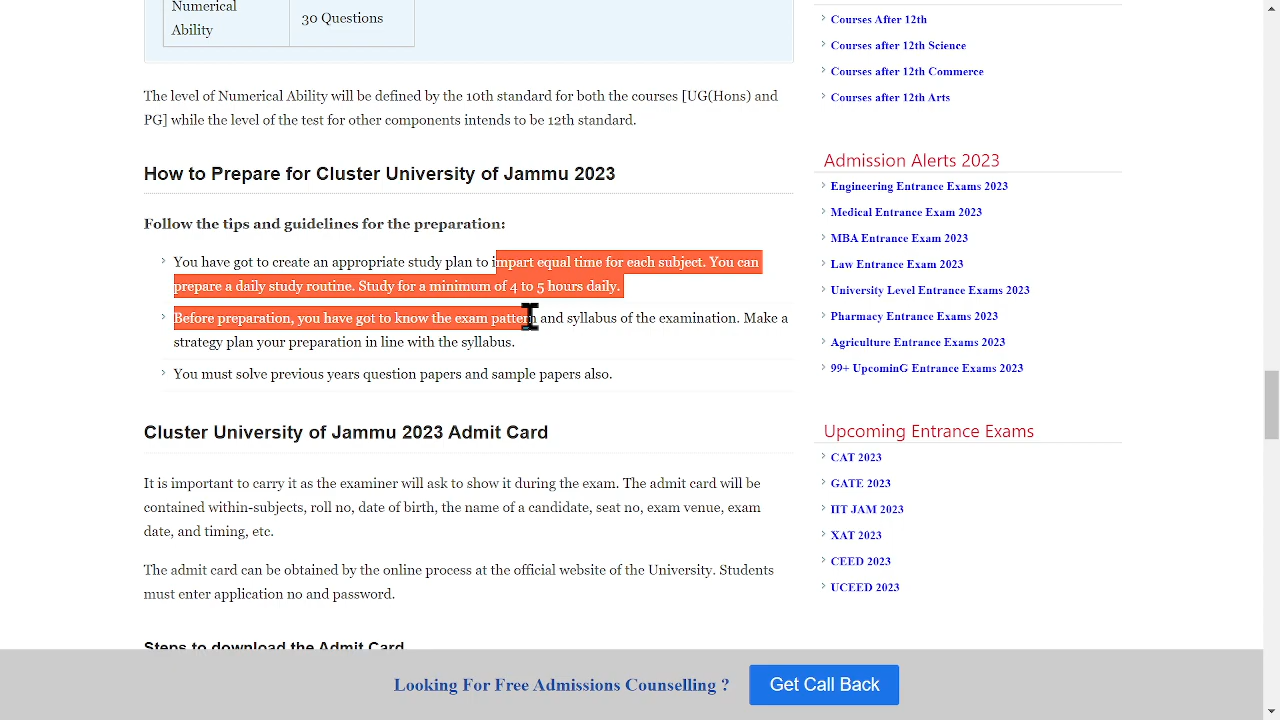 Numerical
Ability
30 Questions
The level of Numerical Ability will be defined by the 10th standard for both the courses [UG(Hons) and
PG] while the level of the test for other components intends to be 12th standard.
How to Prepare for Cluster University of Jammu 2023
Follow the tips and guidelines for the preparation:
You have got to create an appropriate study plan to impart equal time for each subject. You can
prepare a daily study routine. Study for a minimum of 4 to 5 hours daily.
Before preparation, you have got to know the exam pattern and syllabus of the examination. Make a
strategy plan your preparation in line with the syllabus.
You must solve previous years question papers and sample papers also.
Cluster University of Jammu 2023 Admit Card
It is important to carry it as the examiner will ask to show it during the exam. The admit card will be
contained within-subjects, roll no, date of birth, the name of a candidate, seat no, exam venue, exam
date, and timing, etc.
The admit card can be obtained by the online process at the official website of the University. Students
must enter application no and password.
Steps to download the Admit Card
Courses After 12th
Courses after 12th Science
Courses after 12th Commerce
Courses after 12th Arts
Admission Alerts 2023
Engineering Entrance Exams 2023
Medical Entrance Exam 2023
MBA Entrance Exam 2023
Law Entrance Exam 2023
University Level Entrance Exams 2023
Pharmacy Entrance Exams 2023
Agriculture Entrance Exams 2023
99+ UpcominG Entrance Exams 2023
Upcoming Entrance Exams
CAT 2023
GATE 2023
IIT JAM 2023
XAT 2023
CEED 2023
UCEED 2023
Looking For Free Admissions Counselling ?
Get Call Back